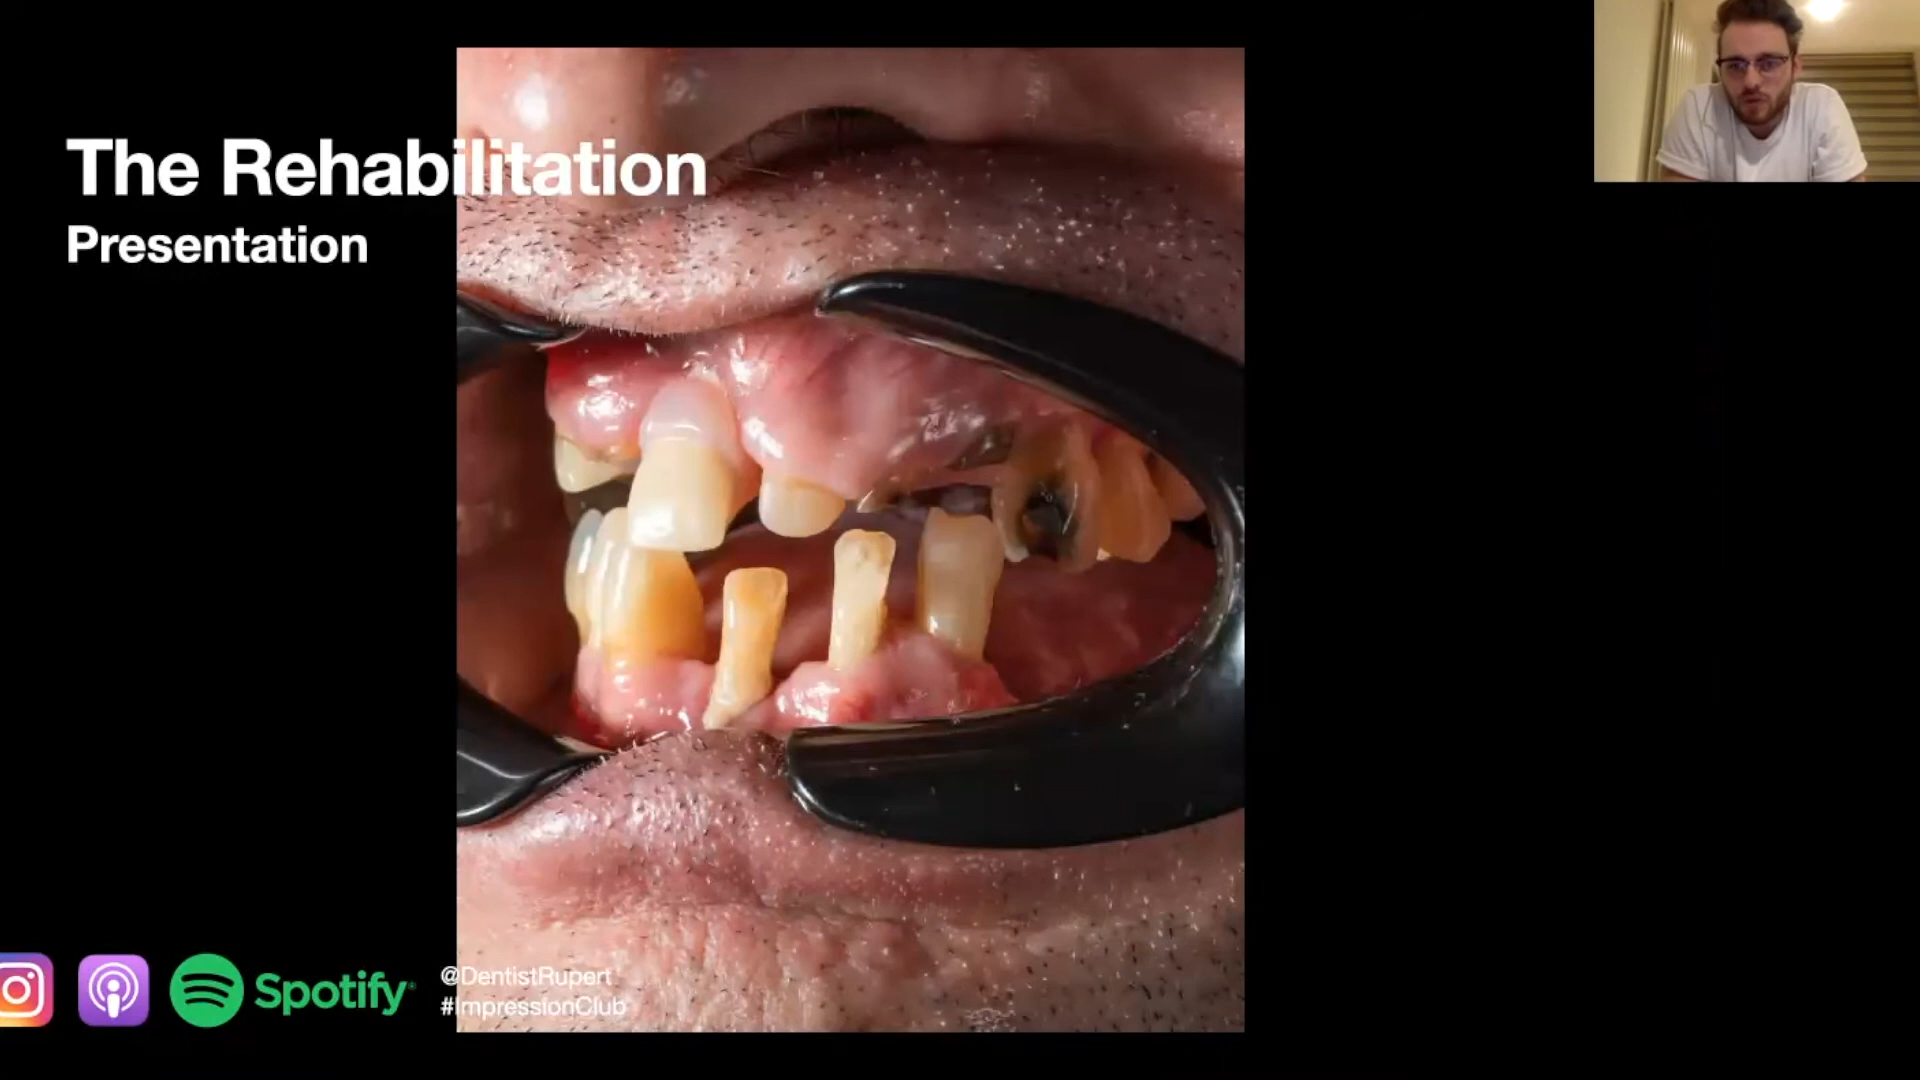 The Rehabilitation
Presentation
Spotify
@DentistRupert
#ImpressionClub